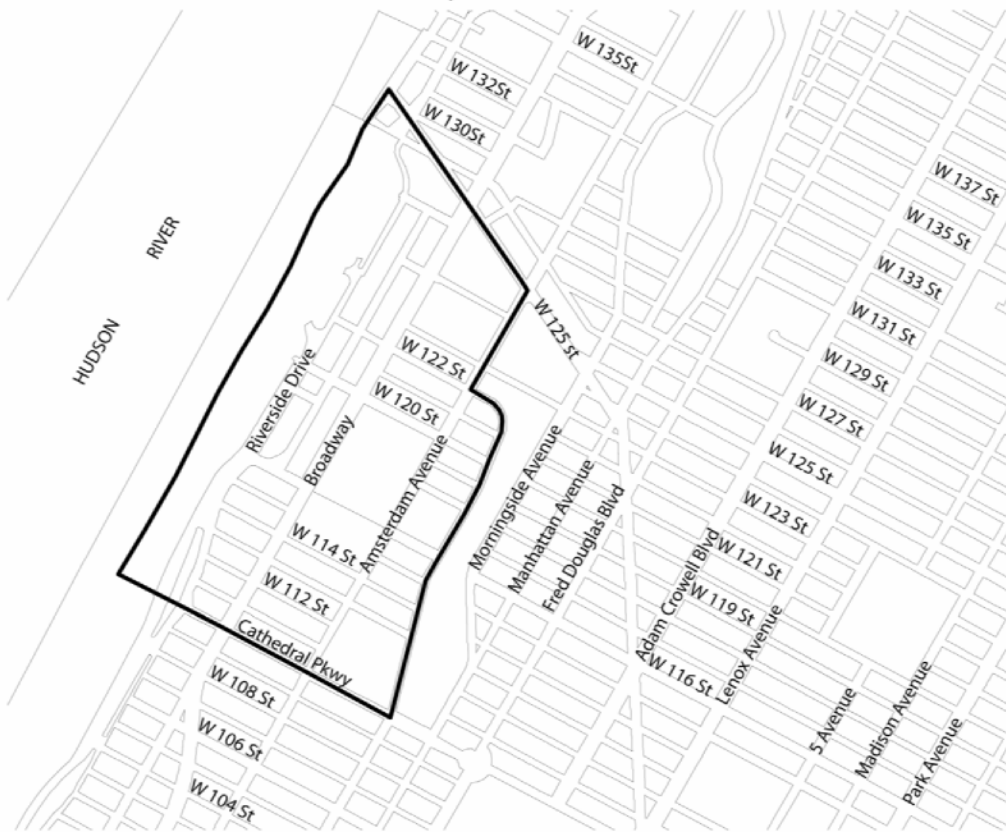 W 135St
W 132St
W 130St
W 137 St
W 135 St
RIVER
W 133 St
W 131 St
HUDSON
W 125 st
W 129 St
W 122 St
W 120 St
Riverside Drive
W 127 St
Broadway
W 125 St
Amsterdam Avenue
Morningside Avenue
Manhattan Avenue
Fred Douglas Blvd
W 123 St
W 114 St
W 121 St
W 112 St
W 119 St
Adam Crowell Blvd
Lenox Avenue
Cathedral Pkwy
W 116 St
W 108 St
W 106 St
5 Avenue
Madison Avenue
Park Avenue
W 104 St